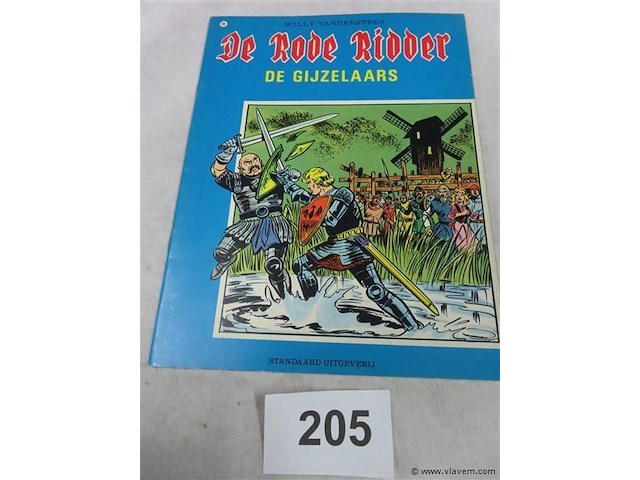 WILLY VANDERSTEEN
De Rode Ridder
DE GIJZELAARS
STANDAARD UITGEVERIJ
205
© www.vlavem.com